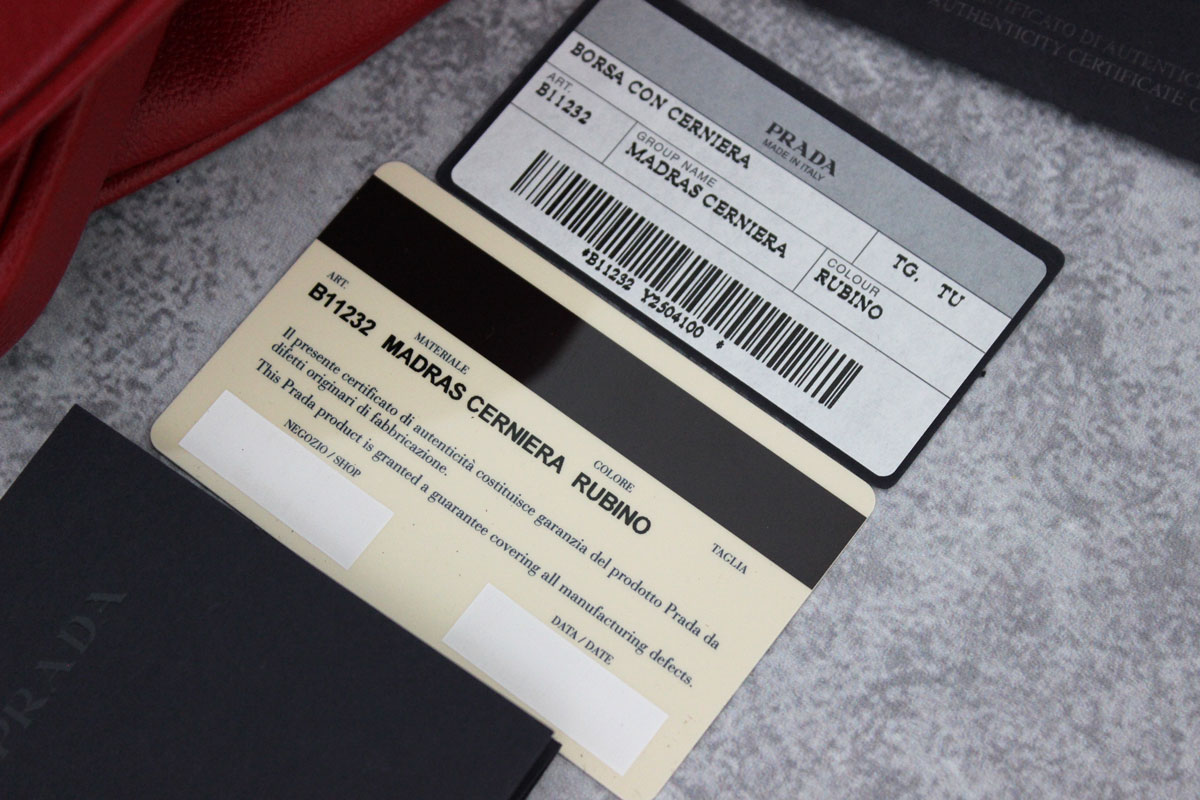 CERTIFICATO DI AUTENTIC
AUTHENTICITY CERTIFICATE
PRADA
MADE IN ITALY
BORSA CON CERNIERA
TG. TU
ART.
B11232
GROUP NAME
MADRAS CERNIERA
COLOUR
RUBINO
*B11232 Y2504100 *
ART.
B11232
MATERIALE
MADRAS CERNIERA
COLORE
RUBINO
TAGLIA
Il presente certificato di autenticità costituisce garanzia del prodotto Prada da
difetti originari di fabbricazione.
This Prada product is granted a guarantee covering all manufacturing defects.
NEGOZIO / SHOP
DATA / DATE
PRADA